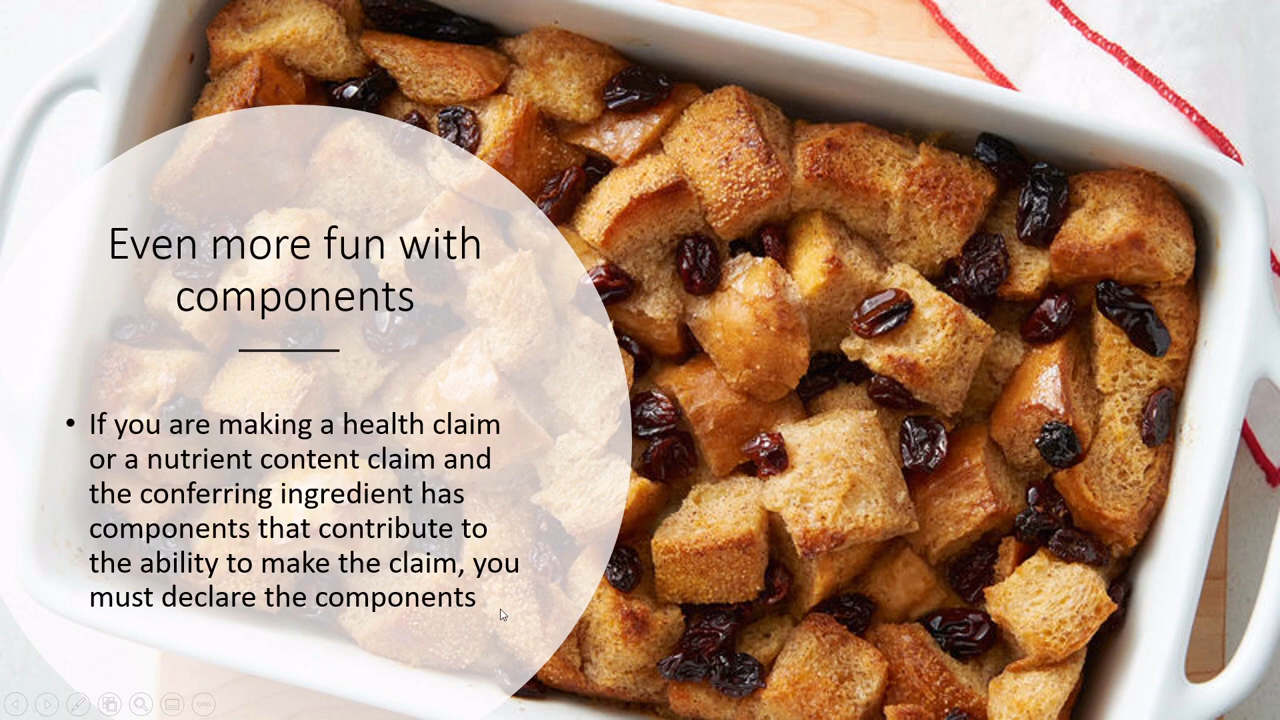 Even more fun with
components
• If you are making a health claim
or a nutrient content claim and
the conferring ingredient has
components that contribute to
the ability to make the claim, you
must declare the components